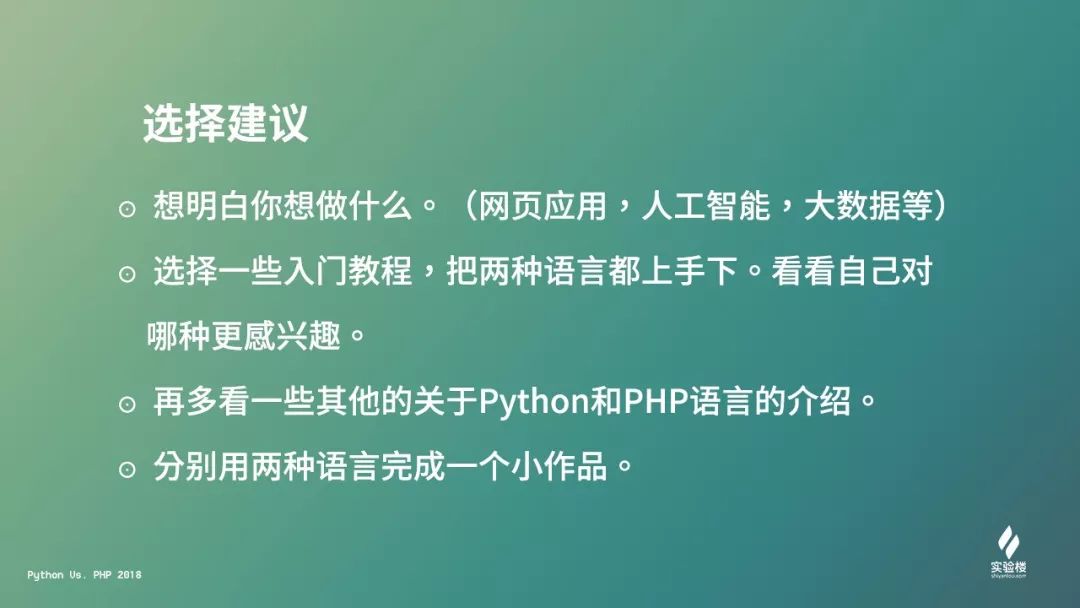 选择建议
想明白你想做什么。（网页应用，人工智能，大数据等）
选择一些入门教程，把两种语言都上手下。看看自己对
哪种更感兴趣。
再多看一些其他的关于Python和PHP语言的介绍。
分别用两种语言完成一个小作品。
实验楼
shiyanlou.com
Python Vs. PHP 2018